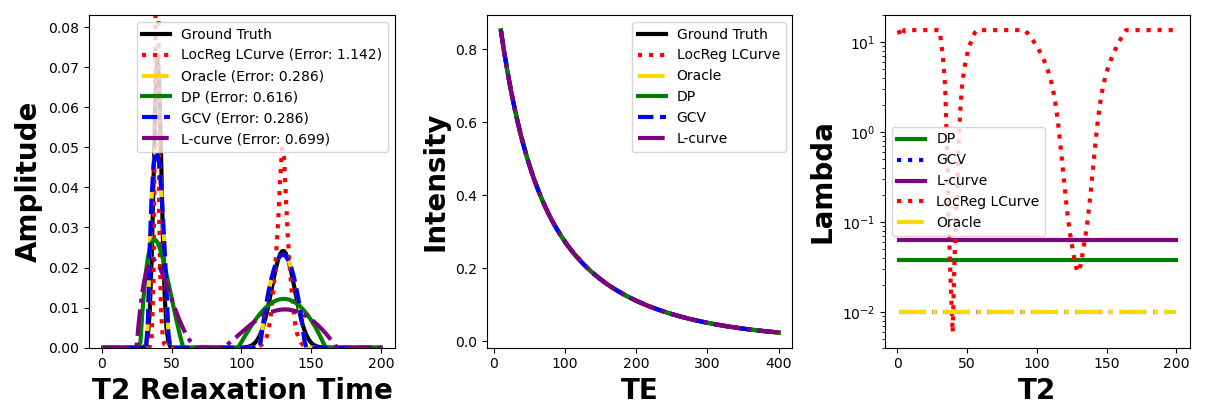 0.08
0.07
0.06
0.05
0.04
0.03
0.02
0.01
0.00
0
50
100
150
200
Amplitude
T2 Relaxation Time
Ground Truth
LocReg LCurve (Error: 1.142)
Oracle (Error: 0.286)
DP (Error: 0.616)
GCV (Error: 0.286)
L-curve (Error: 0.699)
0.8
0.6
0.4
0.2
0.0
0
100
200
300
400
Intensity
TE
Ground Truth
LocReg LCurve
Oracle
DP
GCV
L-curve
10¹
10⁰
10⁻¹
10⁻²
0
50
100
150
200
Lambda
T2
DP
GCV
L-curve
LocReg LCurve
Oracle